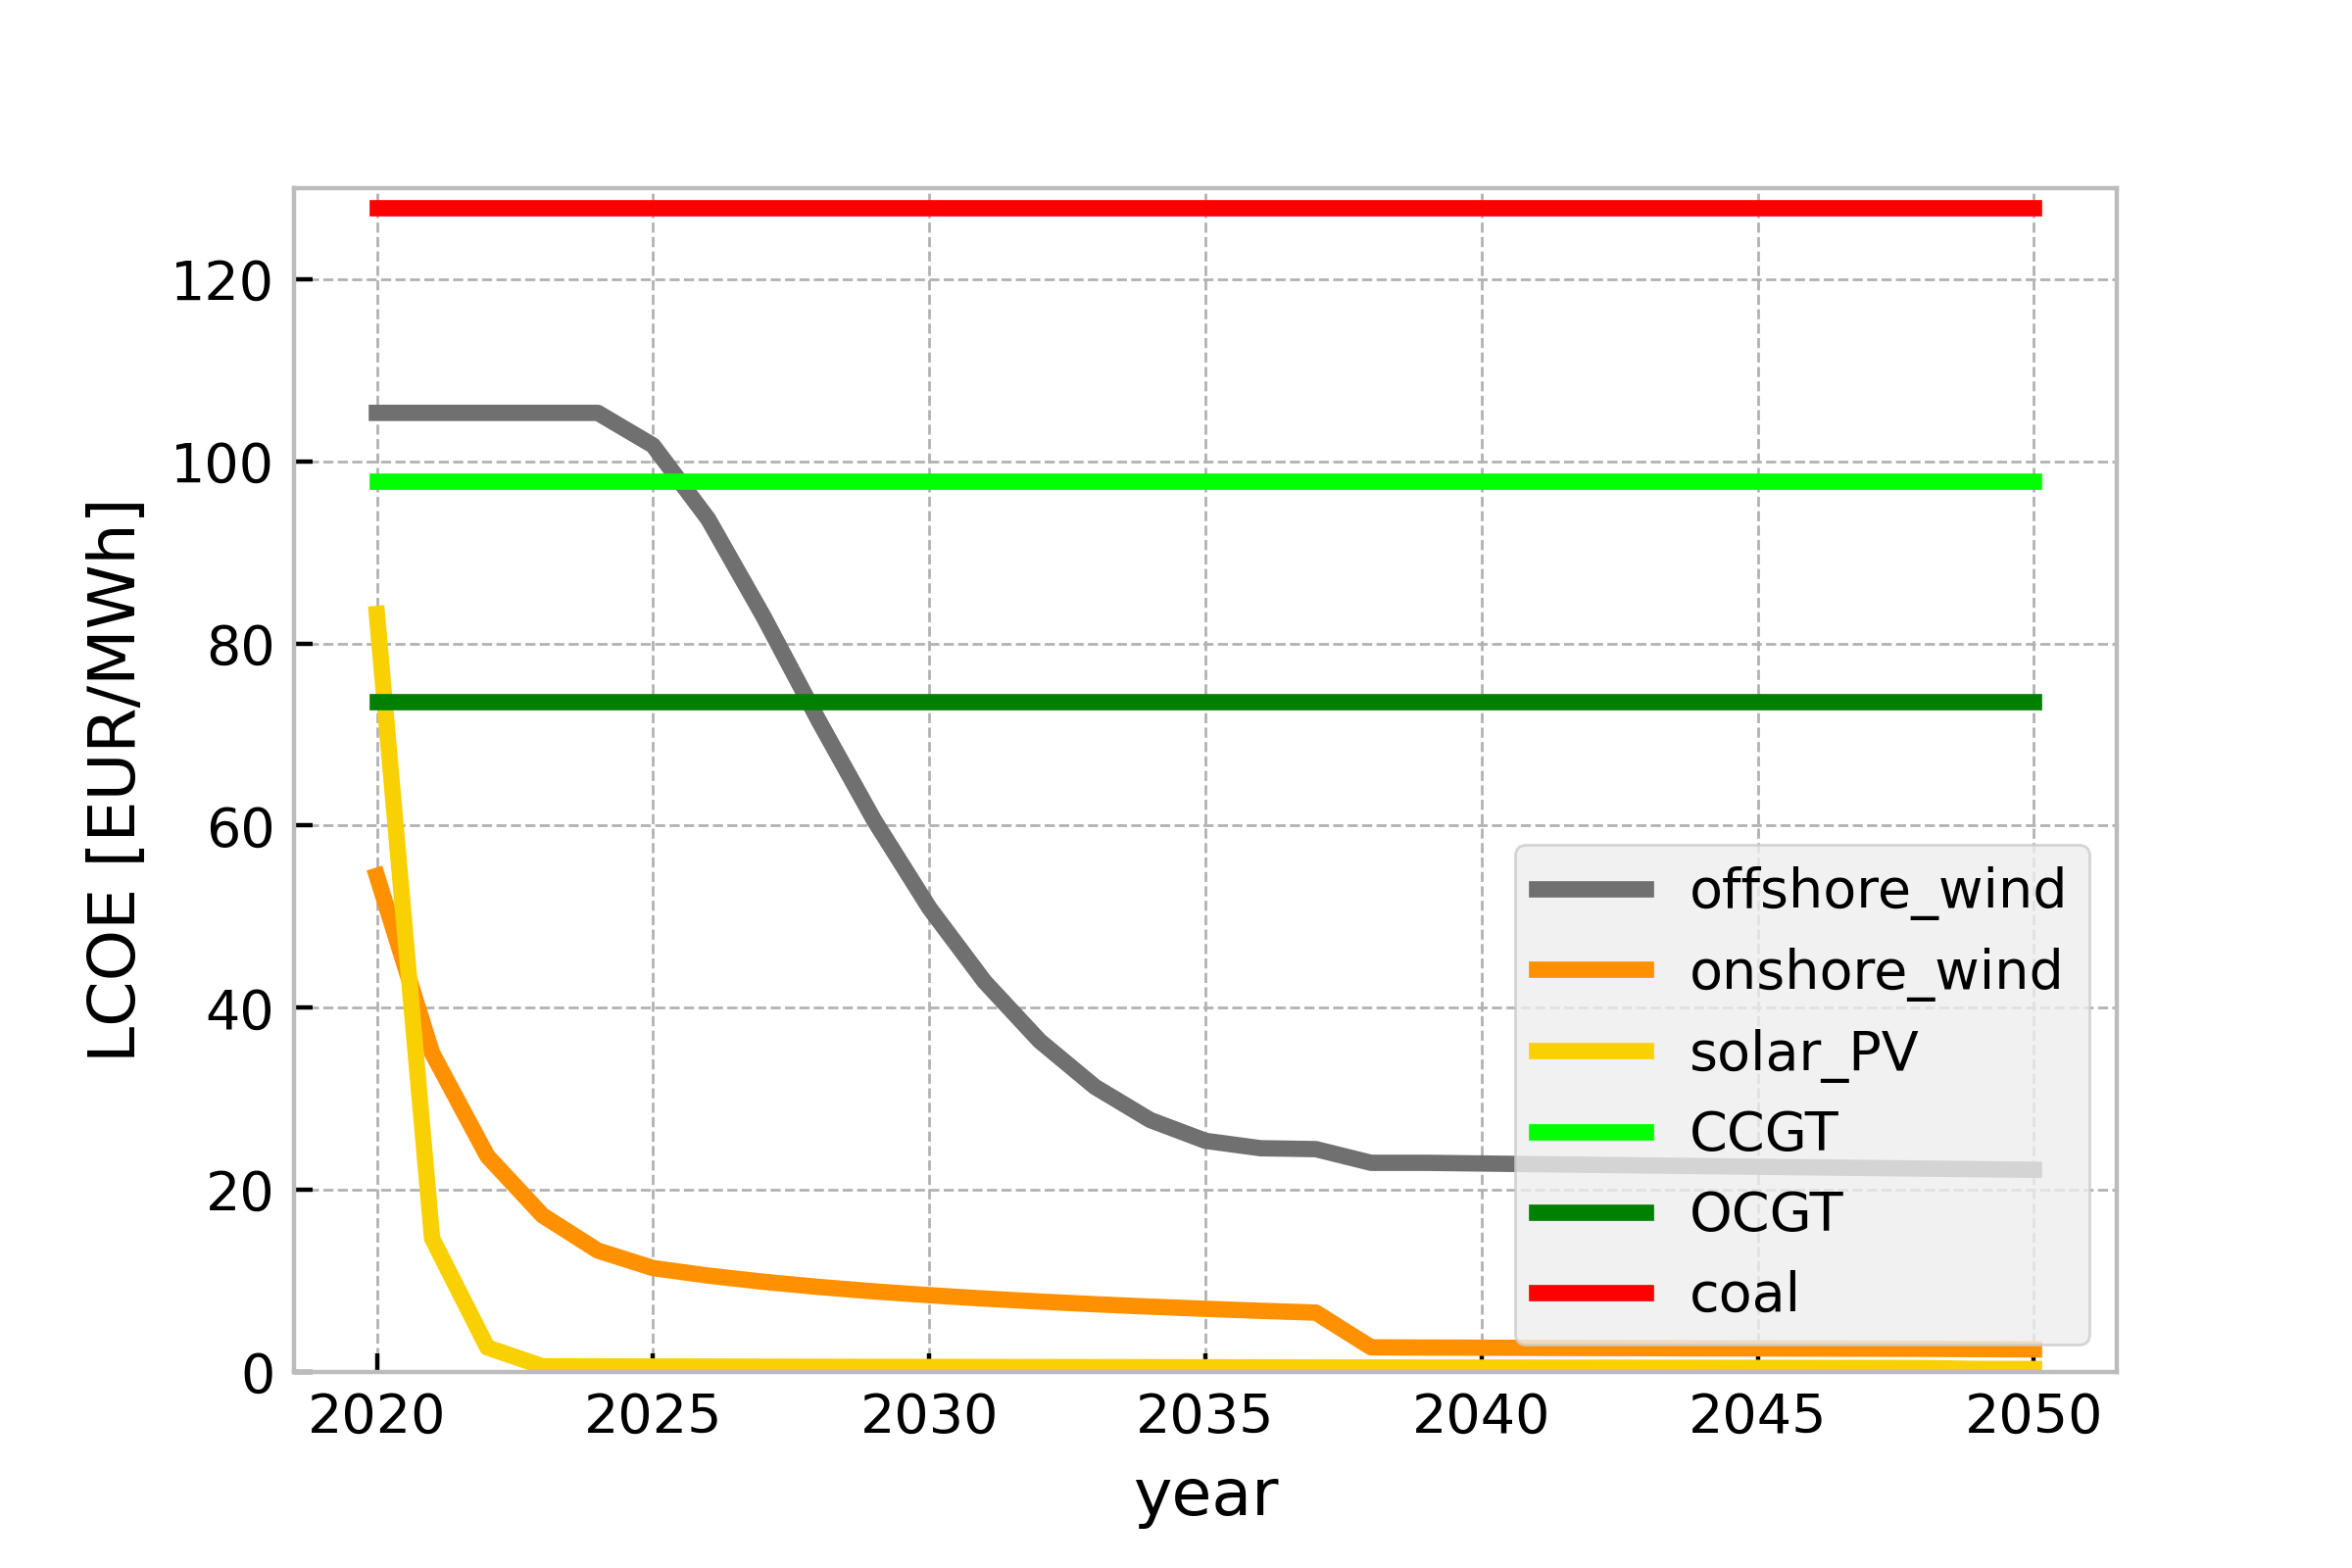 120
100
80
60
40
20
0
LCOE [EUR/MWh]
2020 2025 2030 2035 2040 2045 2050
year
offshore_wind
onshore_wind
solar_PV
CCGT
OCGT
coal